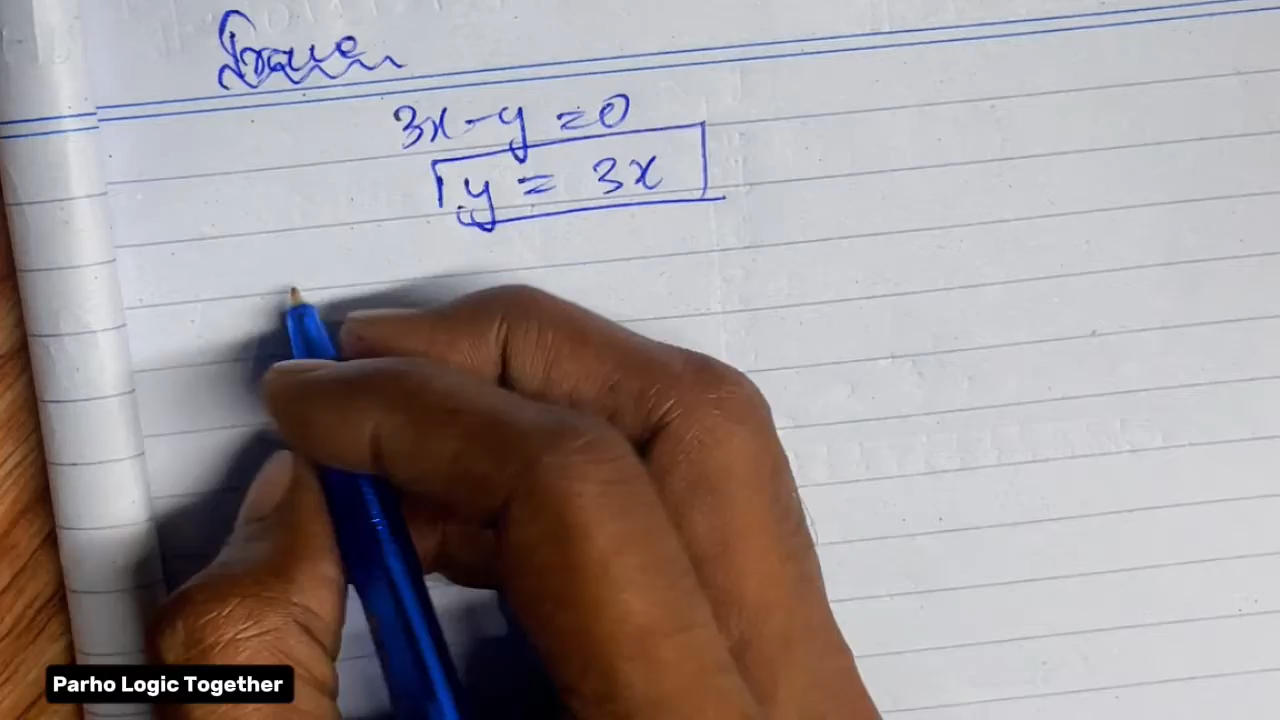 3x - y = 0
y = 3x
Parho Logic Together